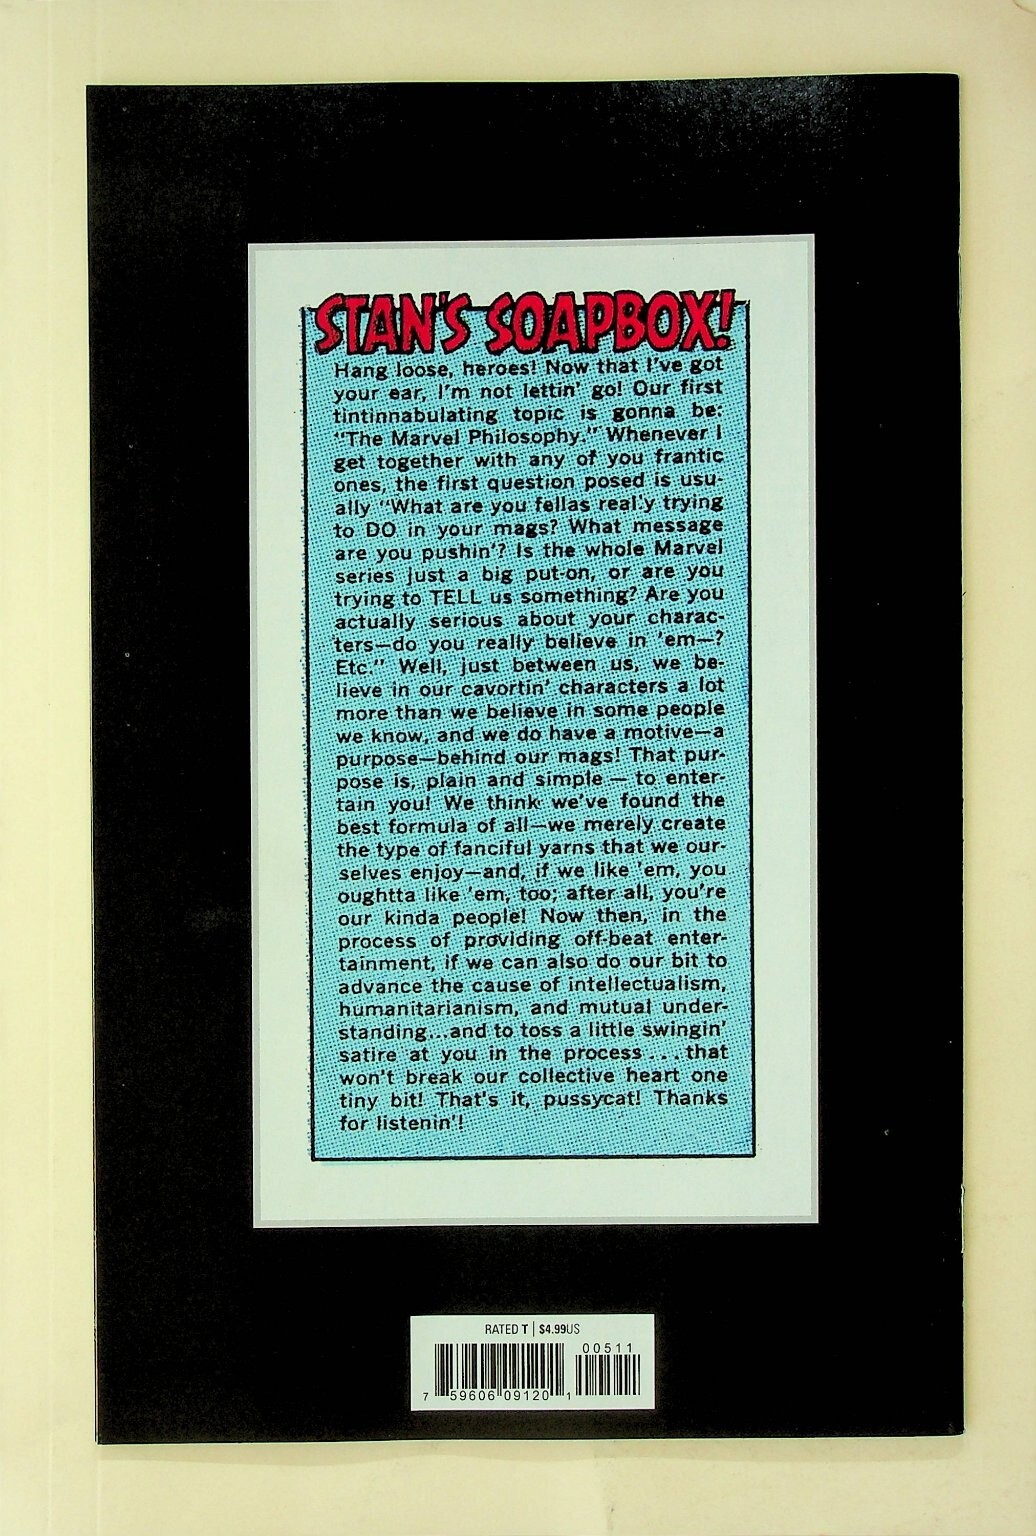 STAN'S SOAPBOX!
Hang loose, heroes! Now that I've got
your ear, I'm not lettin' go! Our first
tintinnabulating topic is gonna be:
"The Marvel Philosophy." Whenever I
get together with any of you frantic
ones, the first question posed is usu-
ally "What are you fellas real:y trying
to DO in your mags? What message
are you pushin'? Is the whole Marvel
series just a big put-on, or are you
trying to TELL us something? Are you
actually serious about your charac-
ters—do you really believe in 'em—?
Etc." Well, just between us, we be-
lieve in our cavortin' characters a lot
more than we believe in some people
we know, and we do have a motive—a
purpose—behind our mags! That pur-
pose is, plain and simple — to enter-
tain you! We think we've found the
best formula of all—we merely create
the type of fanciful yarns that we our-
selves enjoy—and, if we like 'em, you
oughtta like 'em, too; after all, you're
our kinda people! Now then, in the
process of providing off-beat enter-
tainment, if we can also do our bit to
advance the cause of intellectualism,
humanitarianism, and mutual under-
standing...and to toss a little swingin'
satire at you in the process...that
won't break our collective heart one
tiny bit! That's it, pussycat! Thanks
for listenin'!
RATED T | $4.99US
00511
7 59606 09120 1